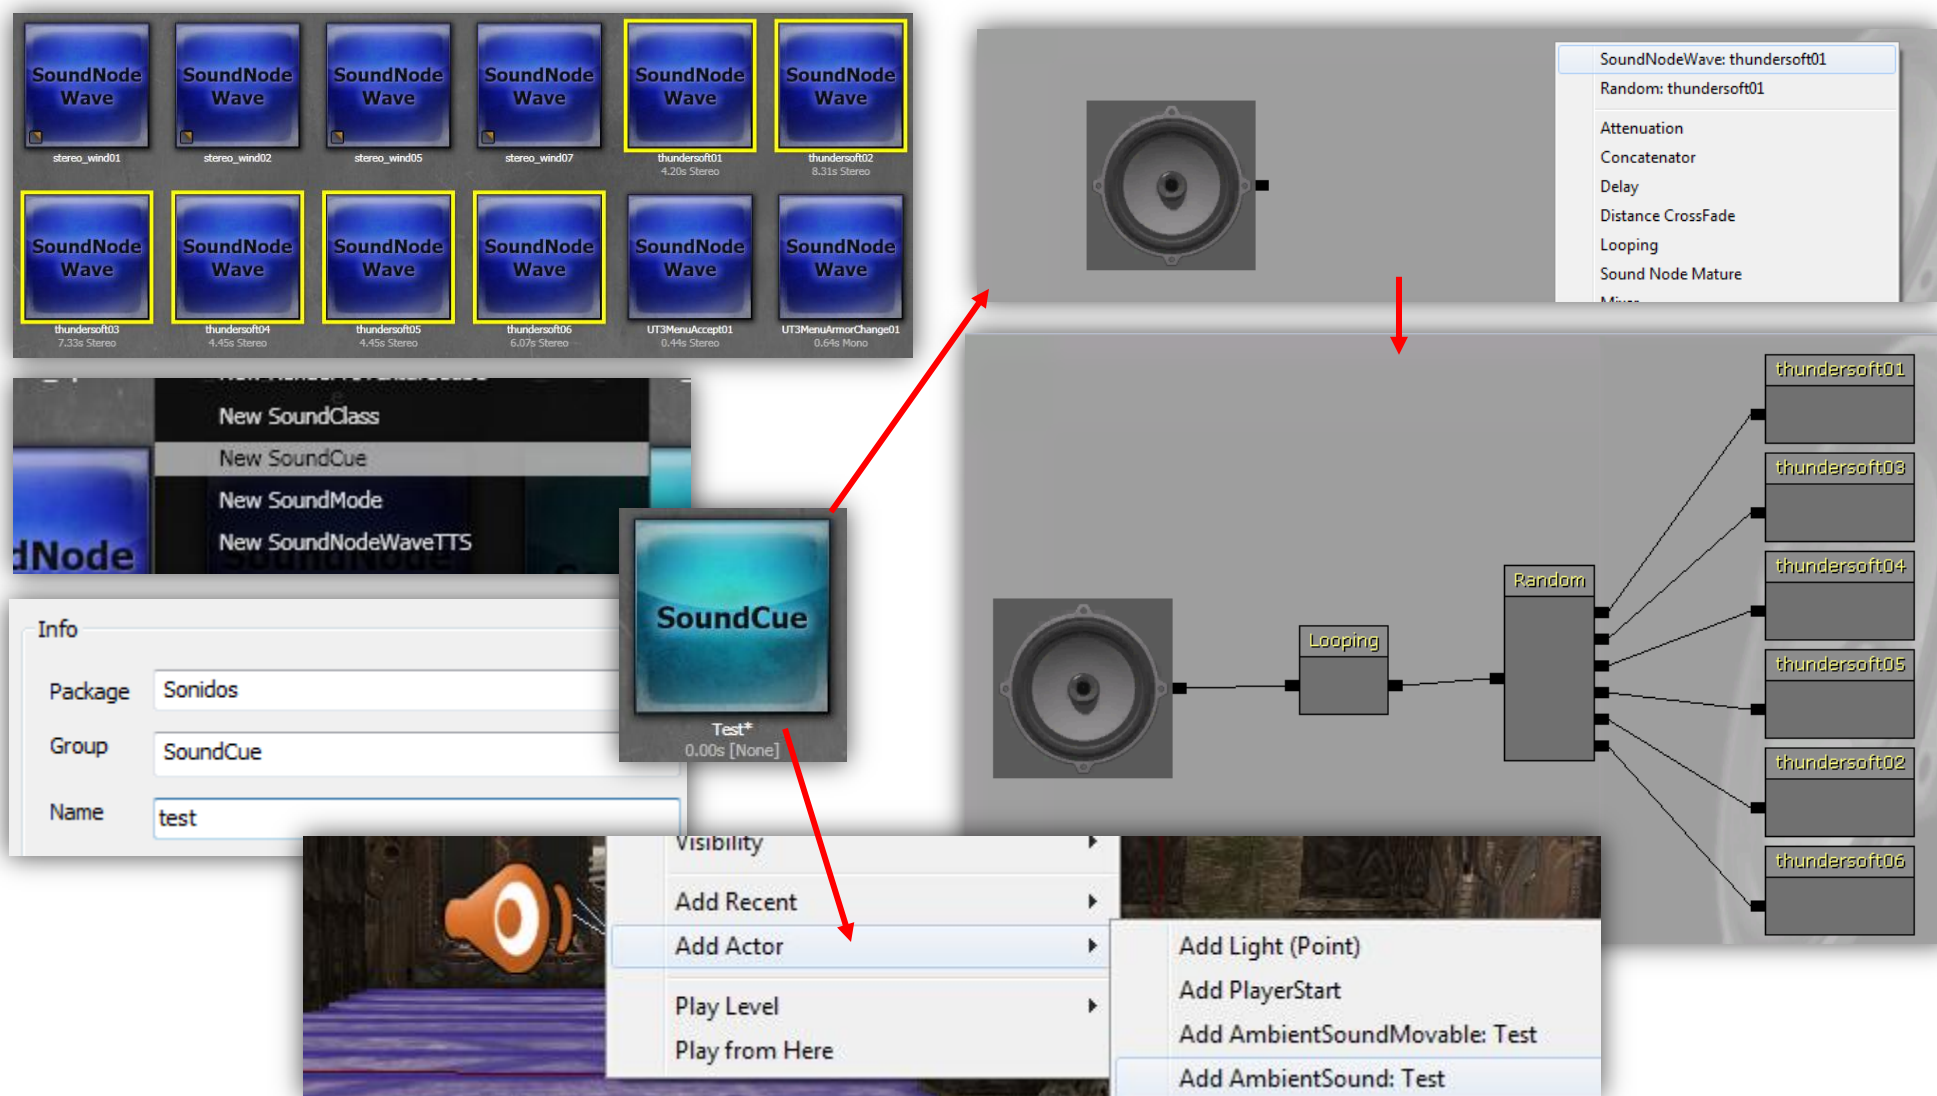 SoundNode
Wave
stereo_wind01
SoundNode
Wave
stereo_wind02
SoundNode
Wave
stereo_wind05
SoundNode
Wave
stereo_wind07
SoundNode
Wave
thundersoft01
4.20s Stereo
SoundNode
Wave
thundersoft02
8.31s Stereo
SoundNode
Wave
thundersoft03
7.33s Stereo
SoundNode
Wave
thundersoft04
4.45s Stereo
SoundNode
Wave
thundersoft05
4.45s Stereo
SoundNode
Wave
thundersoft06
6.07s Stereo
SoundNode
Wave
UT3MenuAccept01
0.44s Stereo
SoundNode
Wave
UT3MenuArmorChange01
0.64s Mono
New SoundClass
New SoundCue
New SoundMode
New SoundNodeWaveTTS
dNode
Info
Package
Sonidos
Group
SoundCue
Name
test
SoundCue
Test*
0.00s [None]
SoundNodeWave: thundersoft01
Random: thundersoft01
Attenuation
Concatenator
Delay
Distance CrossFade
Looping
Sound Node Mature
Looping
Random
thundersoft01
thundersoft03
thundersoft04
thundersoft05
thundersoft02
thundersoft06
Visibility
Add Recent
Add Actor
Play Level
Play from Here
Add Light (Point)
Add PlayerStart
Add AmbientSoundMovable: Test
Add AmbientSound: Test